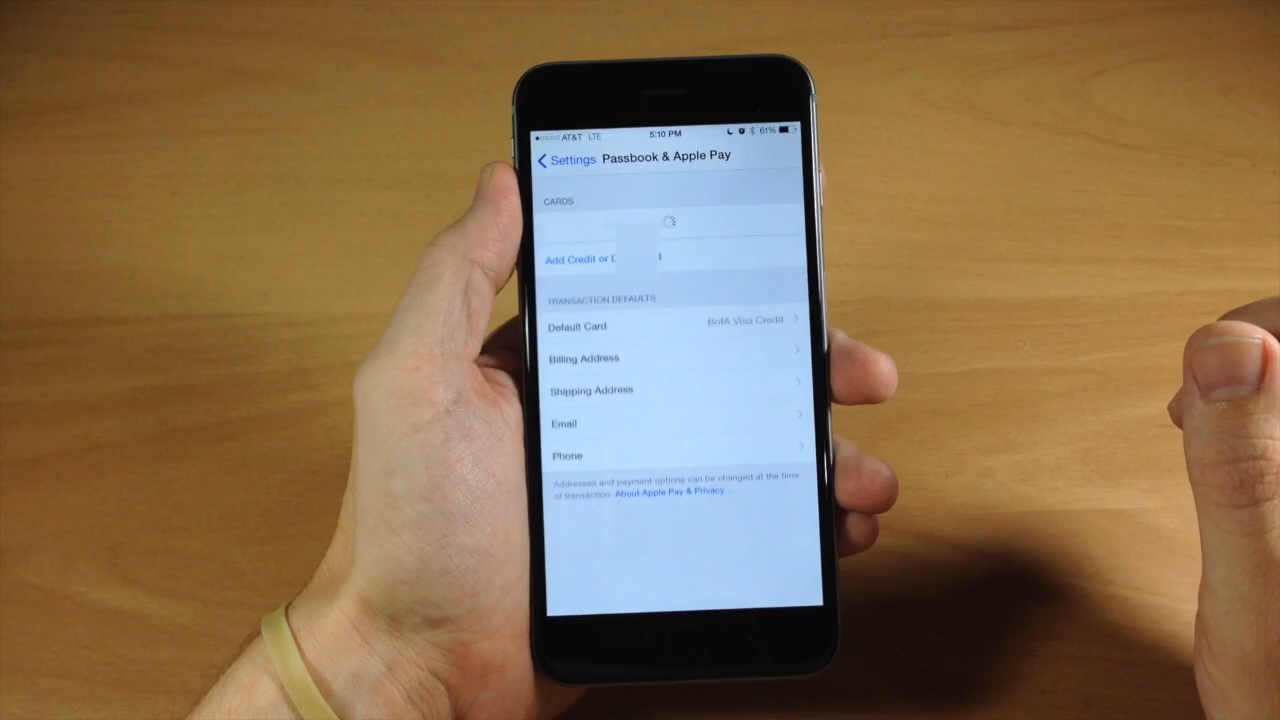 AT&T LTE 5:10 PM 61%
Settings Passbook & Apple Pay
CARDS
Add Credit or
TRANSACTION DEFAULTS
Default Card BofA Visa Credit
Billing Address
Shipping Address
Email
Phone
Addresses and payment options can be changed at the time
of transaction. About Apple Pay & Privacy